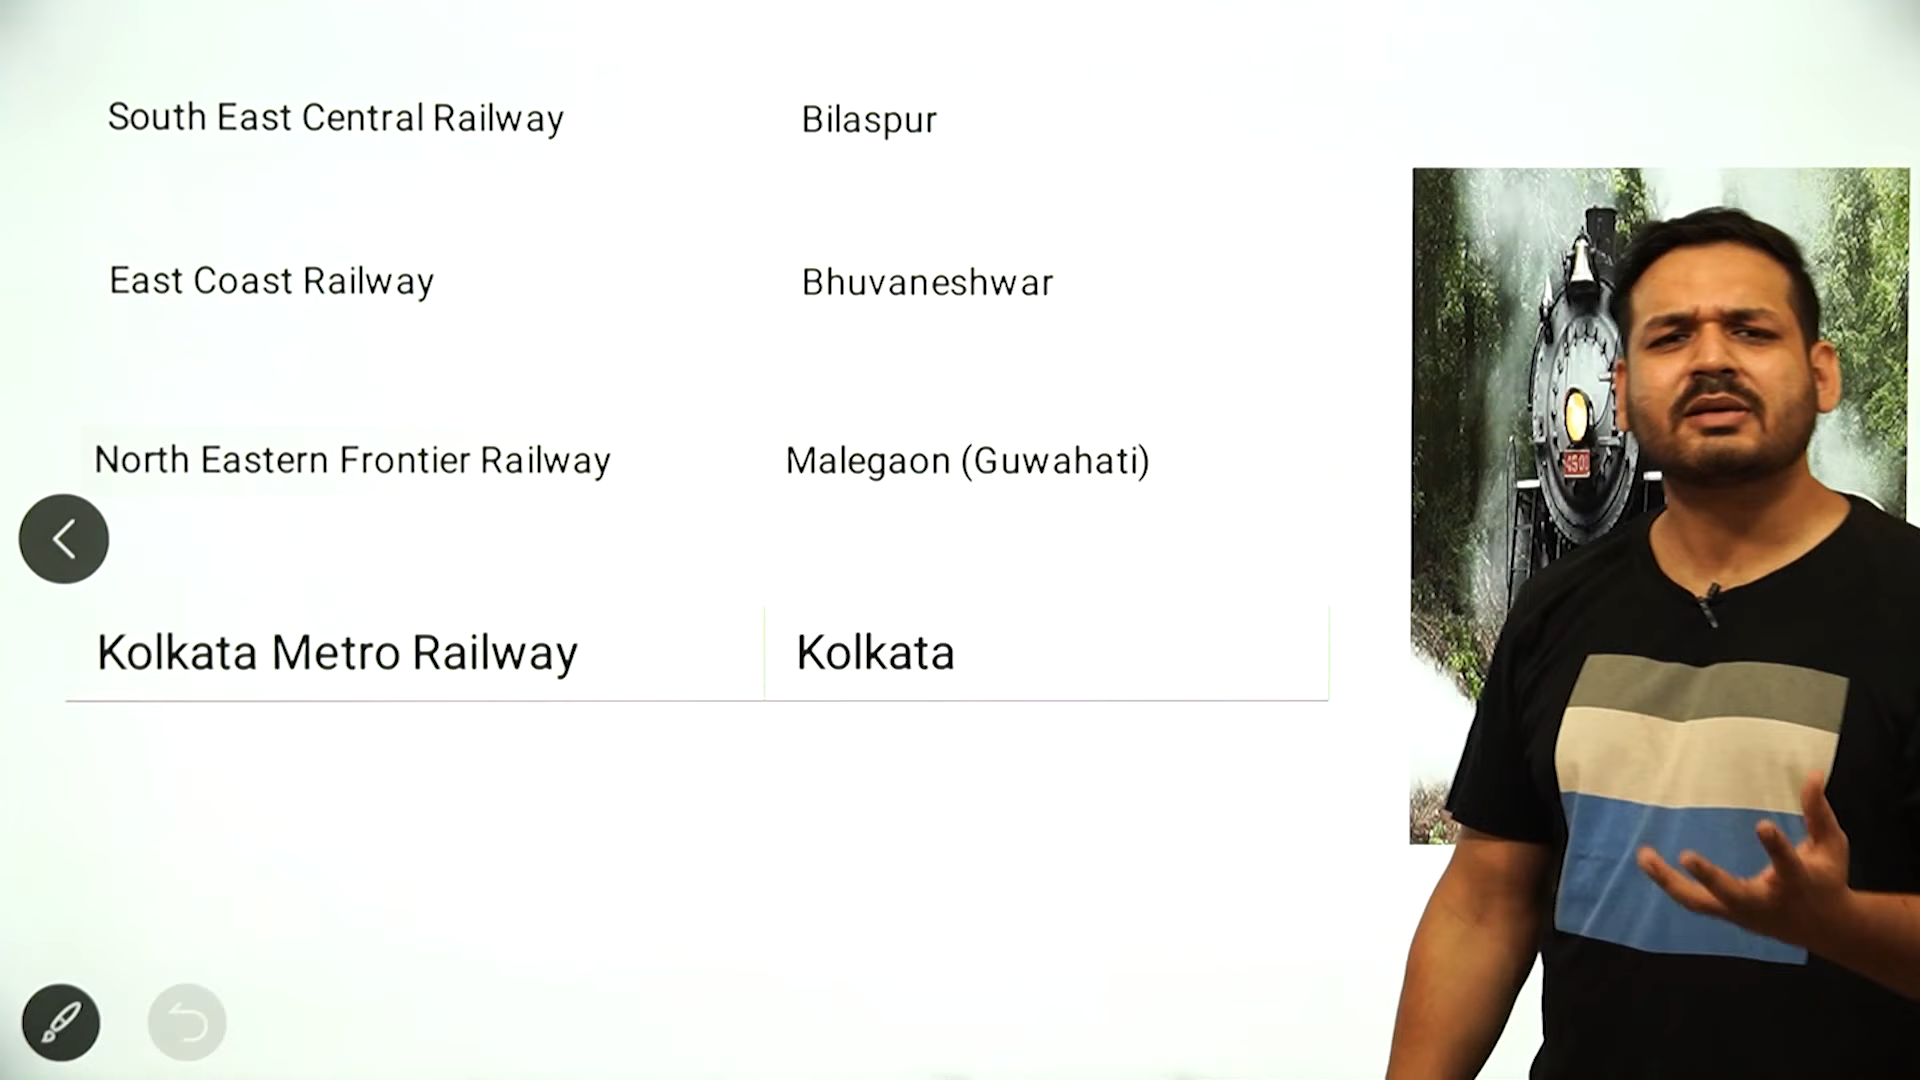 South East Central Railway Bilaspur
East Coast Railway Bhuvaneshwar
North Eastern Frontier Railway Malegaon (Guwahati)
Kolkata Metro Railway Kolkata